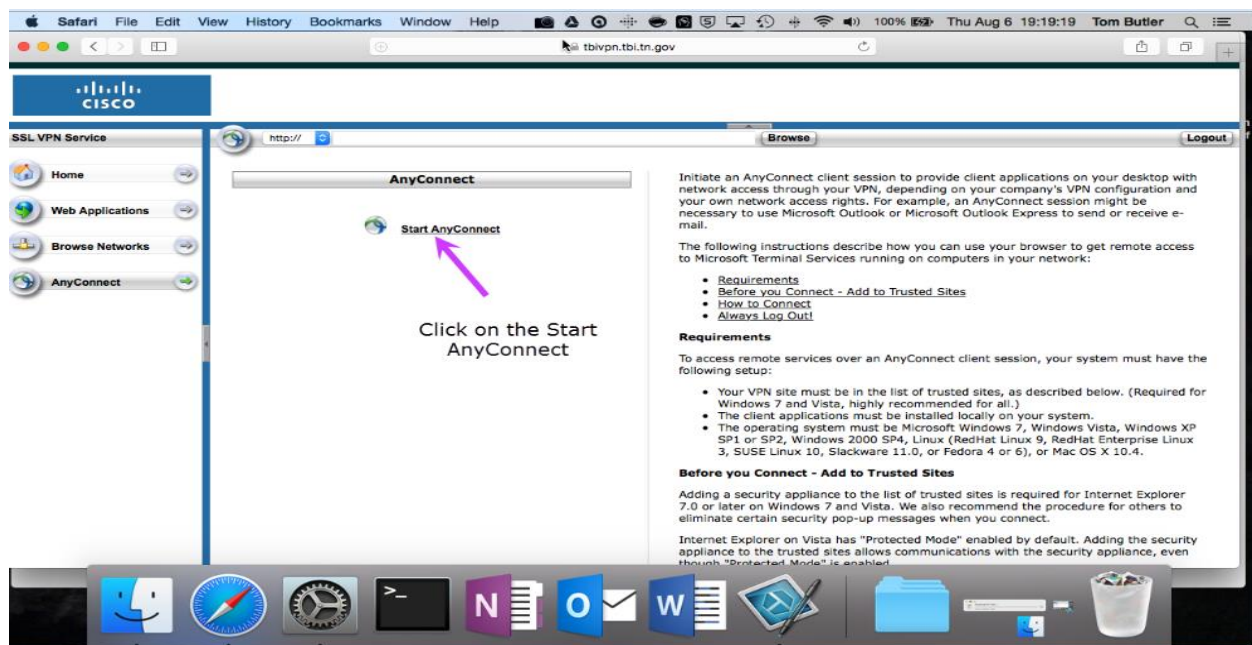 Safari File Edit View History Bookmarks Window Help 100% Thu Aug 6 19:19:19 Tom Butler
tbivpn.tbi.tn.gov
CISCO
SSL VPN Service
http://
Browse
Logout
Home
Web Applications
Browse Networks
AnyConnect
AnyConnect
Start AnyConnect
Click on the Start
AnyConnect
Initiate an AnyConnect client session to provide client applications on your desktop with
network access through your VPN, depending on your company's VPN configuration and
your own network access rights. For example, an AnyConnect session might be
necessary to use Microsoft Outlook or Microsoft Outlook Express to send or receive e-
mail.
The following instructions describe how you can use your browser to get remote access
to Microsoft Terminal Services running on computers in your network:
• Requirements
• Before you Connect - Add to Trusted Sites
• How to Connect
• Always Log Out!
Requirements
To access remote services over an AnyConnect client session, your system must have the
following setup:
• Your VPN site must be in the list of trusted sites, as described below. (Required for
Windows 7 and Vista, highly recommended for all.)
• The client applications must be installed locally on your system.
• The operating system must be Microsoft Windows 7, Windows Vista, Windows XP
SP1 or SP2, Windows 2000 SP4, Linux (RedHat Linux 9, RedHat Enterprise Linux
3, SUSE Linux 10, Slackware 11.0, or Fedora 4 or 6), or Mac OS X 10.4.
Before you Connect - Add to Trusted Sites
Adding a security appliance to the list of trusted sites is required for Internet Explorer
7.0 or later on Windows 7 and Vista. We also recommend the procedure for others to
eliminate certain security pop-up messages when you connect.
Internet Explorer on Vista has "Protected Mode" enabled by default. Adding the security
appliance to the trusted sites allows communications with the security appliance, even
though "Protected Mode" is enabled
>_
N
O
W